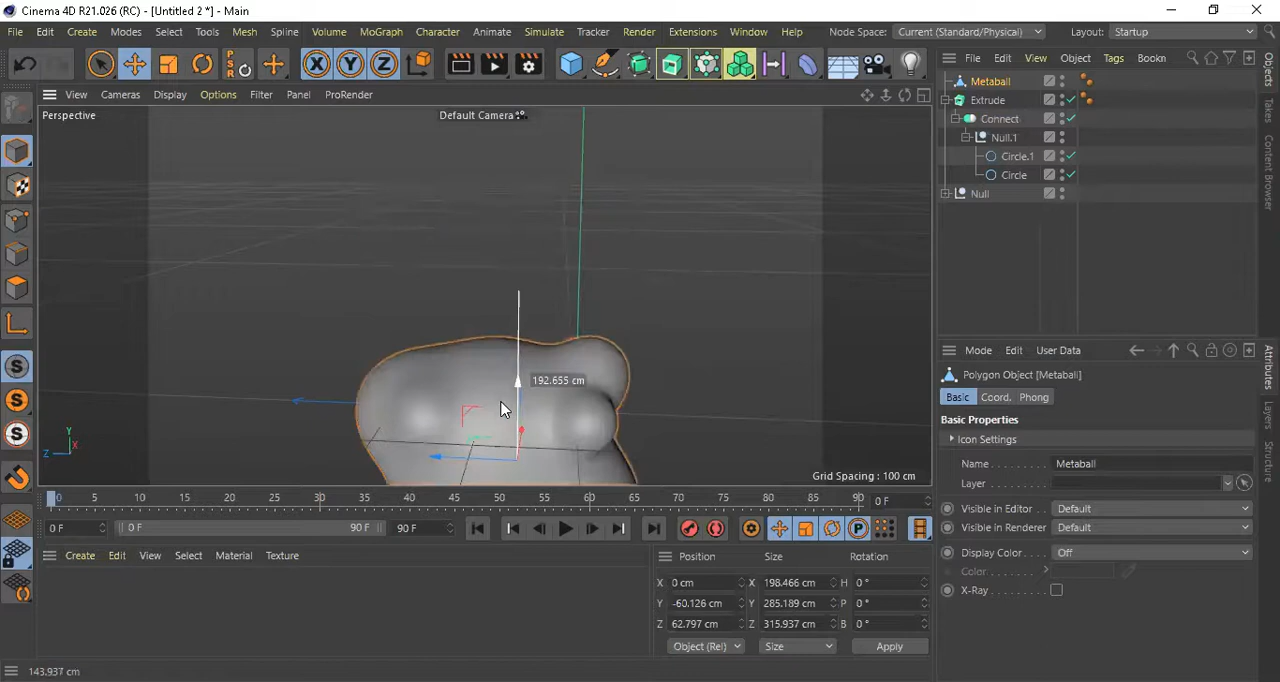 Cinema 4D R21.026 (RC) - [Untitled 2 *] - Main
File Edit Create Modes Select Tools Mesh Spline Volume MoGraph Character Animate Simulate Tracker Render Extensions Window Help Node Space: Current (Standard/Physical) Layout: Startup
P S R
X Y Z
View Cameras Display Options Filter Panel ProRender
File Edit View Object Tags Bookn
Perspective
Default Camera
Metaball
Extrude
Connect
Null.1
Circle.1
Circle
Null
Objects
Takes
Content Browser
192.655 cm
Y
X
Z
Grid Spacing : 100 cm
Mode Edit User Data
Polygon Object [Metaball]
Basic Coord. Phong
Basic Properties
Icon Settings
Name Metaball
Layer
Visible in Editor Default
Visible in Renderer Default
Display Color Off
Color
X-Ray
Attributes
Layers
Structure
0 5 10 15 20 25 30 35 40 45 50 55 60 65 70 75 80 85 90 0 F
0 F 0 F 90 F 90 F
P
Create Edit View Select Material Texture
Position Size Rotation
X 0 cm X 198.466 cm H 0 °
Y -60.126 cm Y 285.189 cm P 0 °
Z 62.797 cm Z 315.937 cm B 0 °
Object (Rel) Size Apply
143.937 cm